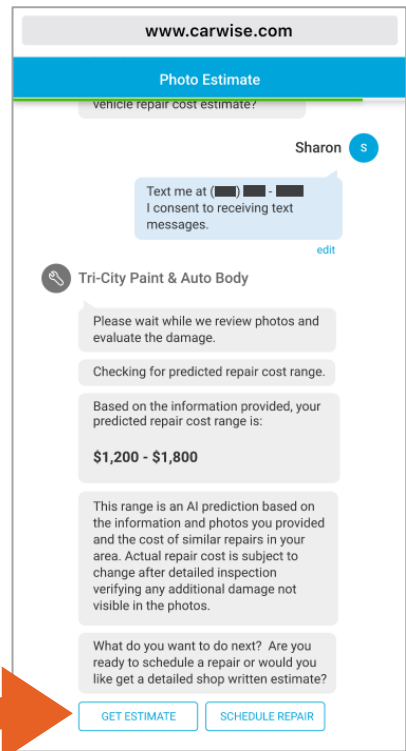 www.carwise.com
Photo Estimate
vehicle repair cost estimate?
Sharon S
Text me at ( ) -
I consent to receiving text
messages.
edit
Tri-City Paint & Auto Body
Please wait while we review photos and
evaluate the damage.
Checking for predicted repair cost range.
Based on the information provided, your
predicted repair cost range is:
$1,200 - $1,800
This range is an AI prediction based on
the information and photos you provided
and the cost of similar repairs in your
area. Actual repair cost is subject to
change after detailed inspection
verifying any additional damage not
visible in the photos.
What do you want to do next?  Are you
ready to schedule a repair or would you
like get a detailed shop written estimate?
GET ESTIMATE
SCHEDULE REPAIR